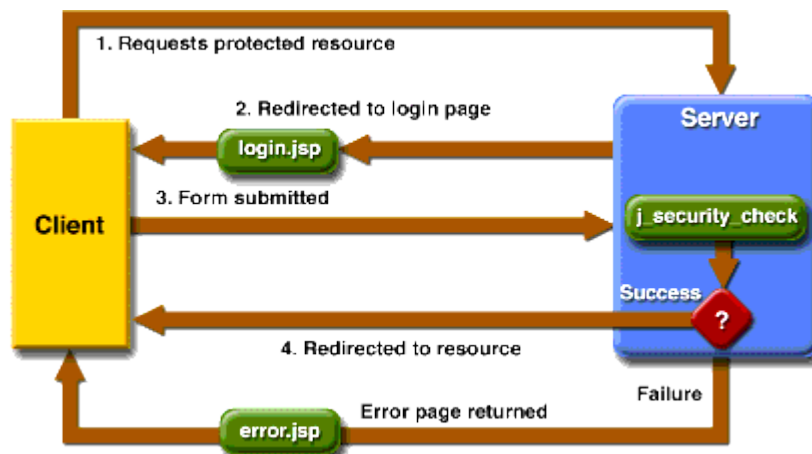 1. Requests protected resource
2. Redirected to login page
Server
login.jsp
3. Form submitted
j_security_check
Client
Success
?
4. Redirected to resource
Failure
Error page returned
error.jsp